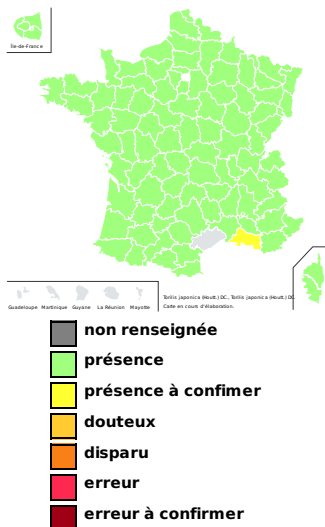 Île-de-France
Guadeloupe Martinique Guyane La Réunion Mayotte
Torilis japonica (Houtt.) DC., Torilis japonica (Houtt.) DC.
Carte en cours d'élaboration.
non renseignée
présence
présence à confimer
douteux
disparu
erreur
erreur à confirmer